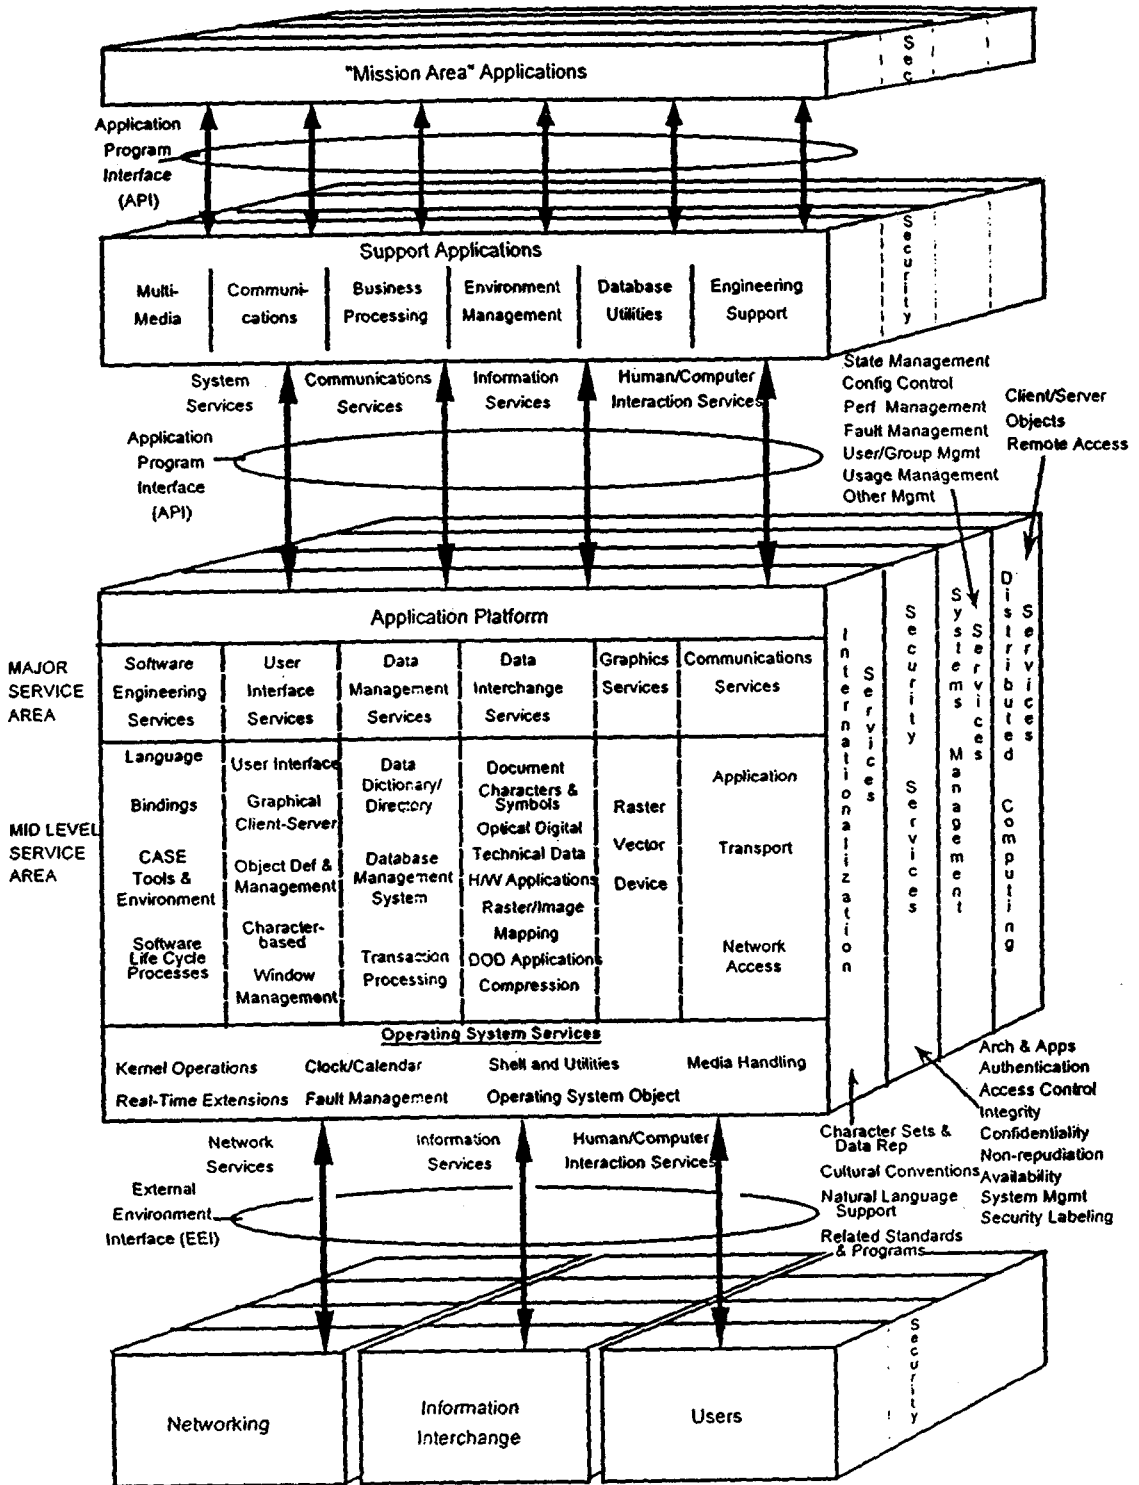 "Mission Area" Applications
Sec
Application
Program
Interface
(API)
Support Applications
Multi-
Media
Communi-
cations
Business
Processing
Environment
Management
Database
Utilities
Engineering
Support
Security
System
Services
Communications
Services
Information
Services
Human/Computer
Interaction Services
Application
Program
Interface
(API)
State Management
Config Control
Perf Management
Fault Management
User/Group Mgmt
Usage Management
Other Mgmt
Client/Server
Objects
Remote Access
Application Platform
MAJOR
SERVICE
AREA
Software
Engineering
Services
User
Interface
Services
Data
Management
Services
Data
Interchange
Services
Graphics
Services
Communications
Services
MID LEVEL
SERVICE
AREA
Language
Bindings
CASE
Tools &
Environment
Software
Life Cycle
Processes
User Interface
Graphical
Client-Server
Object Def &
Management
Character-
based
Window
Management
Data
Dictionary/
Directory
Database
Management
System
Transaction
Processing
Document
Characters &
Symbols
Optical Digital
Technical Data
H/W Applications
Raster/Image
Mapping
DOD Applications
Compression
Raster
Vector
Device
Application
Transport
Network
Access
Internationalization
Services
Security Services
Systems Management
Services
Distributed Computing
Services
Operating System Services
Kernel Operations
Clock/Calendar
Shell and Utilities
Media Handling
Real-Time Extensions
Fault Management
Operating System Object
Network
Services
Information
Services
Human/Computer
Interaction Services
External
Environment
Interface (EEI)
Character Sets &
Data Rep
Cultural Conventions
Natural Language
Support
Related Standards
& Programs
Arch & Apps
Authentication
Access Control
Integrity
Confidentiality
Non-repudiation
Availability
System Mgmt
Security Labeling
Networking
Information
Interchange
Users
Security